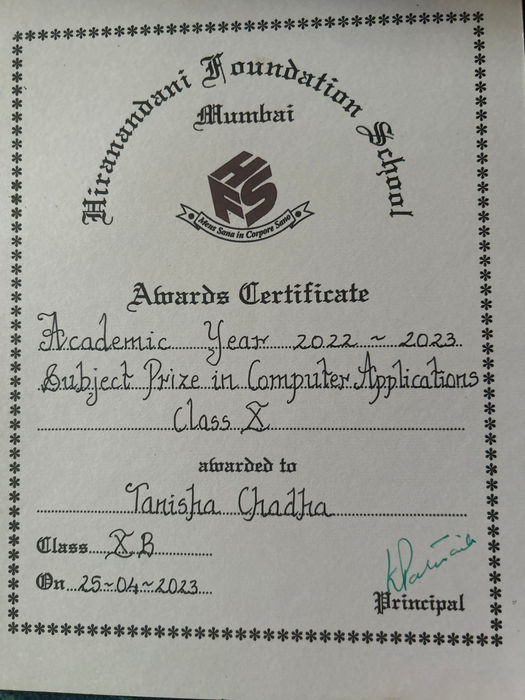 Hiranandani Foundation School
Mumbai
HFS
Mens Sana in Corpore Sano
Awards Certificate
Academic Year 2022 ~ 2023
Subject Prize in Computer Applications
Class X
awarded to
Tanisha Chadha
Class X B
On 25~04~2023
Principal